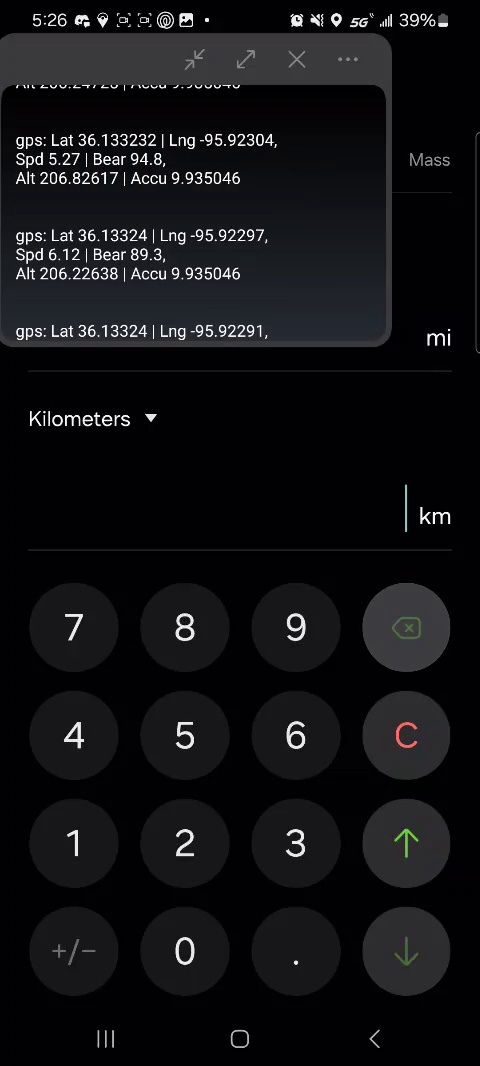 5:26
5G
39%
Alt 206.24728 | Accu 9.935046
gps: Lat 36.133232 | Lng -95.92304,
Spd 5.27 | Bear 94.8,
Alt 206.82617 | Accu 9.935046
Mass
gps: Lat 36.13324 | Lng -95.92297,
Spd 6.12 | Bear 89.3,
Alt 206.22638 | Accu 9.935046
gps: Lat 36.13324 | Lng -95.92291,
mi
Kilometers
km
7 8 9
4 5 6 C
1 2 3
+/− 0 .